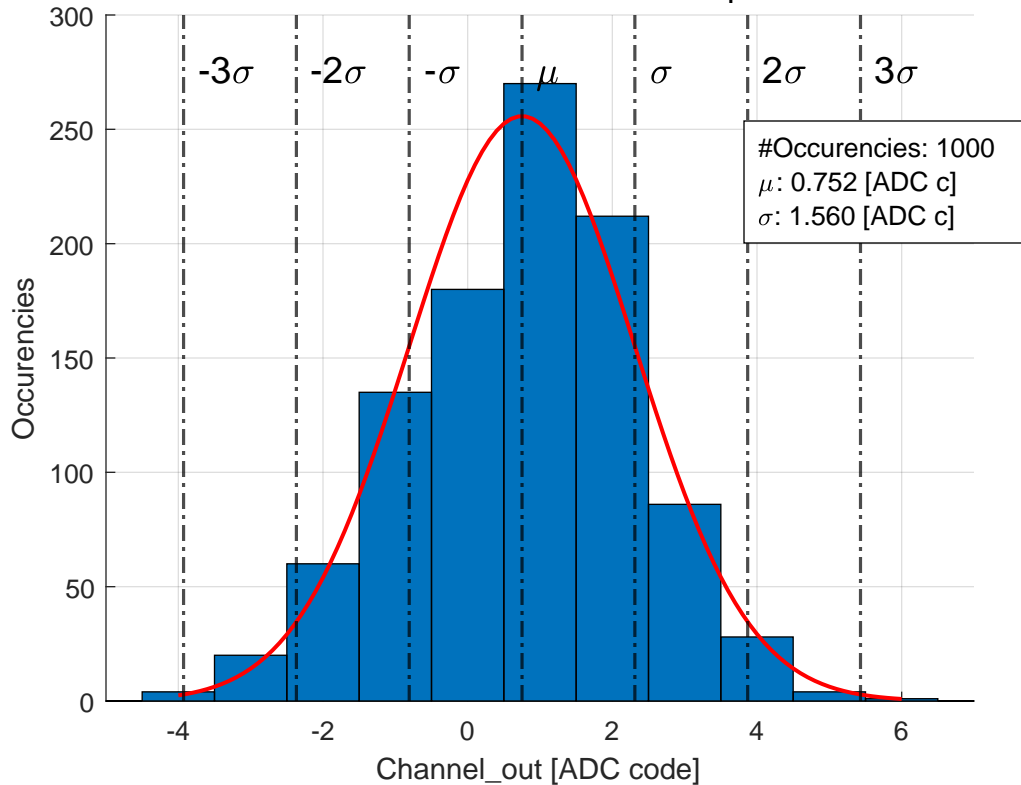 300
-3σ -2σ -σ μ σ 2σ 3σ
250
#Occurencies: 1000
μ: 0.752 [ADC c]
σ: 1.560 [ADC c]
200
Occurencies
150
100
50
0
-4 -2 0 2 4 6
Channel_out [ADC code]